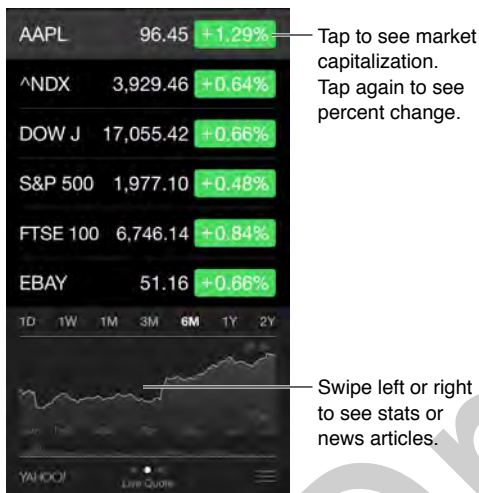 AAPL 96.45 +1.29%
^NDX 3,929.46 +0.64%
DOW J 17,055.42 +0.66%
S&P 500 1,977.10 +0.48%
FTSE 100 6,746.14 +0.84%
EBAY 51.16 +0.66%
1D 1W 1M 3M 6M 1Y 2Y
YAHOO!
Live Quote
Tap to see market
capitalization.
Tap again to see
percent change.
Swipe left or right
to see stats or
news articles.